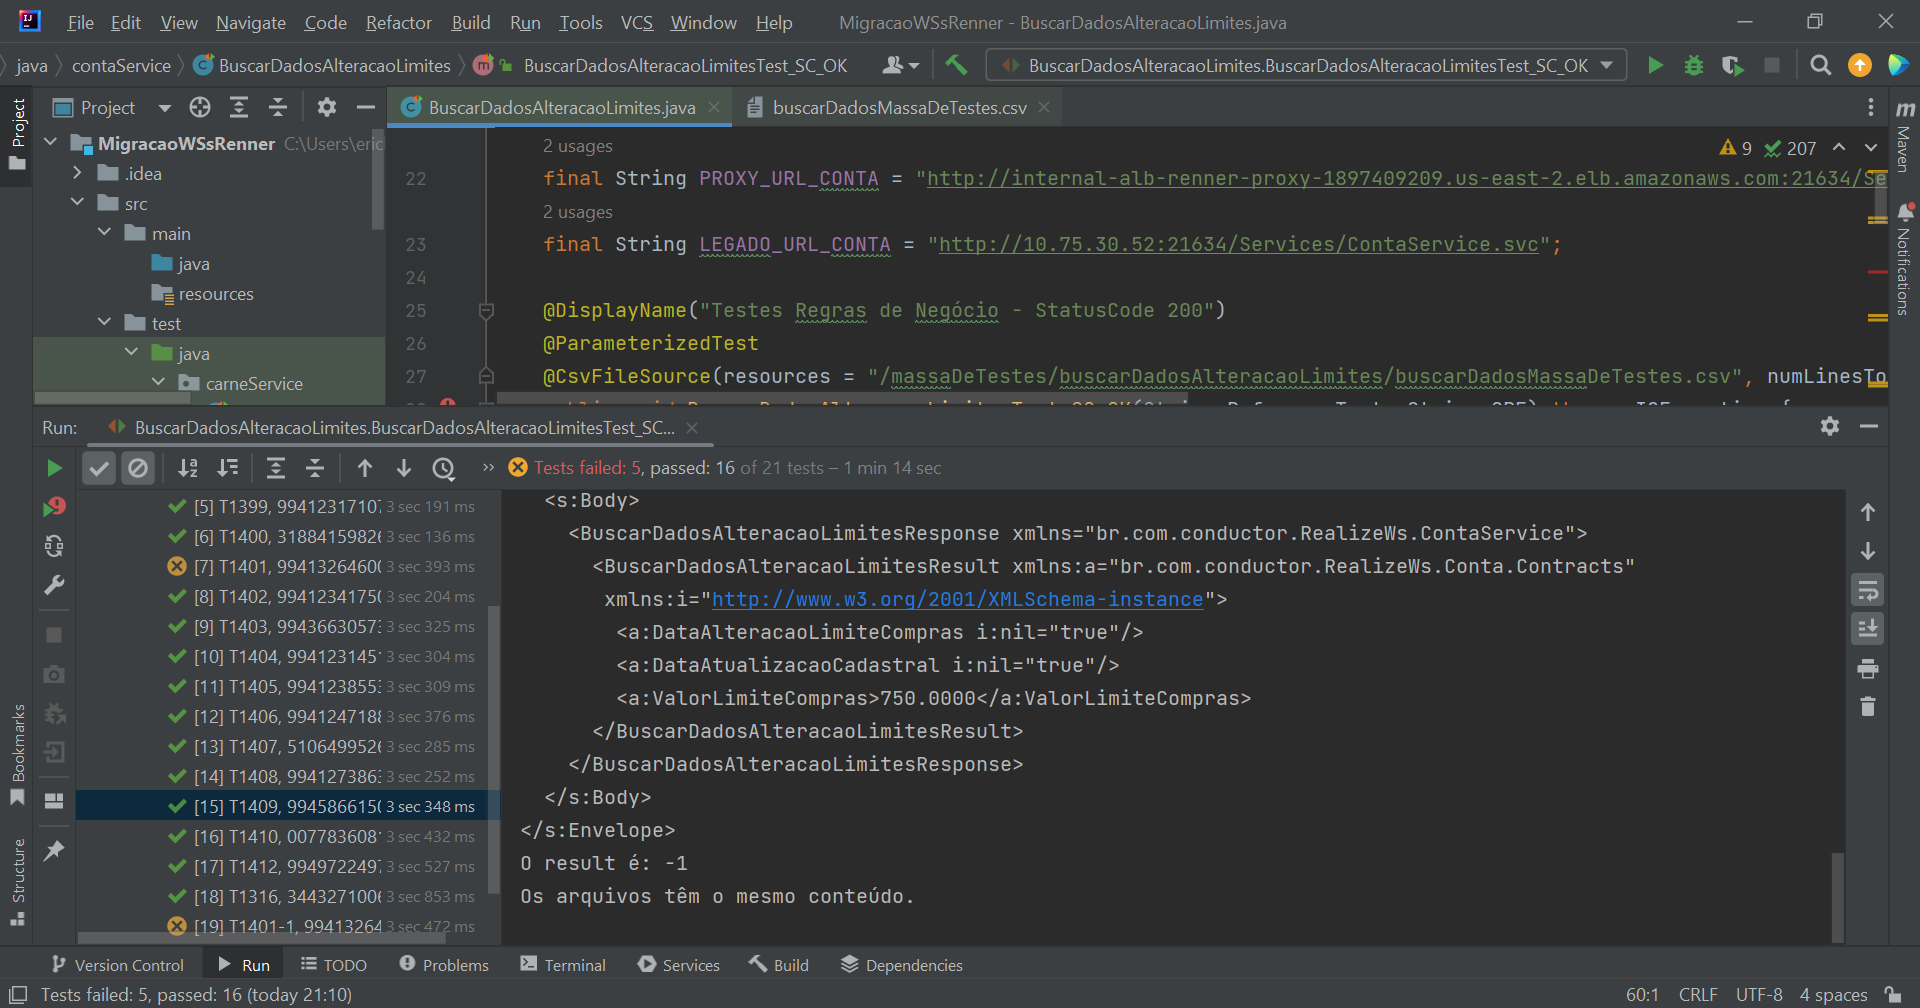 File Edit View Navigate Code Refactor Build Run Tools VCS Window Help MigracaoWSsRenner - BuscarDadosAlteracaoLimites.java
java contaService BuscarDadosAlteracaoLimites BuscarDadosAlteracaoLimitesTest_SC_OK BuscarDadosAlteracaoLimites.BuscarDadosAlteracaoLimitesTest_SC_OK
Project
Project
BuscarDadosAlteracaoLimites.java buscarDadosMassaDeTestes.csv
Maven
Notifications
MigracaoWSsRenner C:\Users\eric
.idea
src
main
java
resources
test
java
carneService
9 207
2 usages
22 final String PROXY_URL_CONTA = "http://internal-alb-renner-proxy-1897409209.us-east-2.elb.amazonaws.com:21634/Se
2 usages
23 final String LEGADO_URL_CONTA = "http://10.75.30.52:21634/Services/ContaService.svc";
24
25 @DisplayName("Testes Regras de Negócio - StatusCode 200")
26 @ParameterizedTest
27 @CsvFileSource(resources = "/massaDeTestes/buscarDadosAlteracaoLimites/buscarDadosMassaDeTestes.csv", numLinesTo
Run: BuscarDadosAlteracaoLimites.BuscarDadosAlteracaoLimitesTest_SC...
Tests failed: 5, passed: 16 of 21 tests – 1 min 14 sec
[5] T1399, 99412317107 3 sec 191 ms
[6] T1400, 3188415982 3 sec 136 ms
[7] T1401, 9941326460 3 sec 393 ms
[8] T1402, 9941234175 3 sec 204 ms
[9] T1403, 9943663057 3 sec 325 ms
[10] T1404, 994123145 3 sec 304 ms
[11] T1405, 994123855 3 sec 309 ms
[12] T1406, 994124718 3 sec 376 ms
[13] T1407, 510649952 3 sec 285 ms
[14] T1408, 994127386 3 sec 252 ms
[15] T1409, 994586615 3 sec 348 ms
[16] T1410, 007783608 3 sec 432 ms
[17] T1412, 994972249 3 sec 527 ms
[18] T1316, 344327100 3 sec 853 ms
[19] T1401-1, 99413264 3 sec 472 ms
<s:Body>
<BuscarDadosAlteracaoLimitesResponse xmlns="br.com.conductor.RealizeWs.ContaService">
<BuscarDadosAlteracaoLimitesResult xmlns:a="br.com.conductor.RealizeWs.Conta.Contracts"
xmlns:i="http://www.w3.org/2001/XMLSchema-instance">
<a:DataAlteracaoLimiteCompras i:nil="true"/>
<a:DataAtualizacaoCadastral i:nil="true"/>
<a:ValorLimiteCompras>750.0000</a:ValorLimiteCompras>
</BuscarDadosAlteracaoLimitesResult>
</BuscarDadosAlteracaoLimitesResponse>
</s:Body>
</s:Envelope>
O result é: -1
Os arquivos têm o mesmo conteúdo.
Bookmarks
Structure
Version Control Run TODO Problems Terminal Services Build Dependencies
Tests failed: 5, passed: 16 (today 21:10) 60:1 CRLF UTF-8 4 spaces